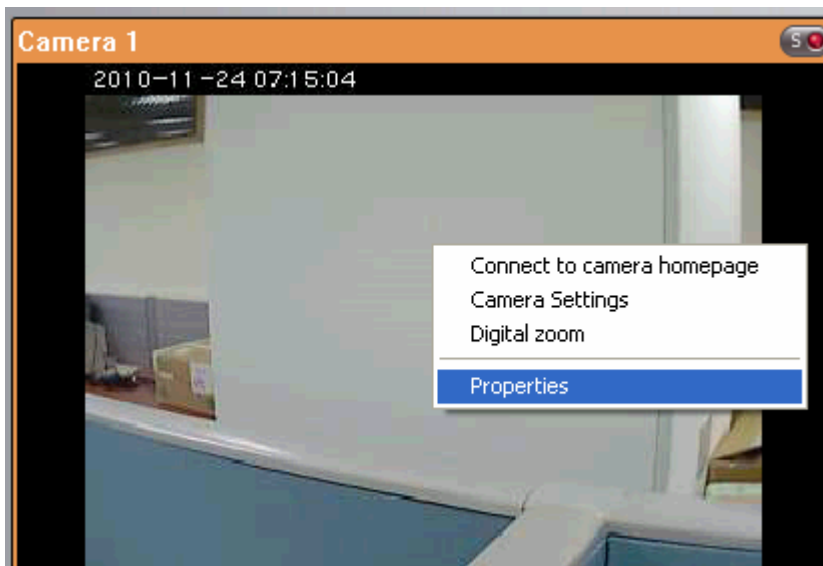 Camera 1
S
2010-11-24 07:15:04
Connect to camera homepage
Camera Settings
Digital zoom
Properties